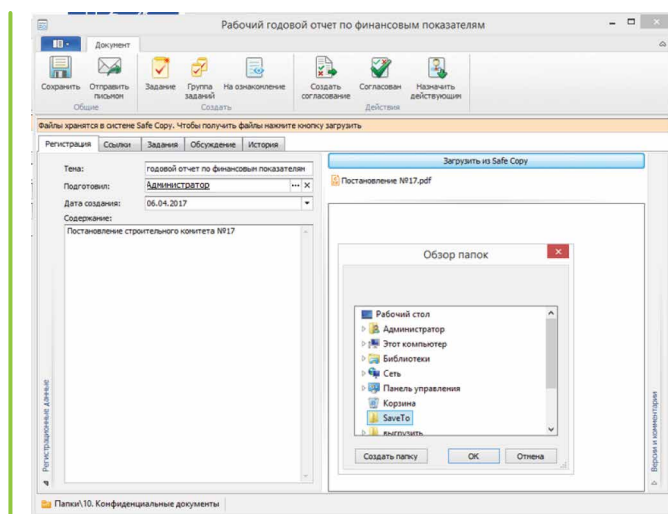 Рабочий годовой отчет по финансовым показателям
Документ
Сохранить
Отправить письмом
Общие
Задание
Группа заданий
На ознакомление
Создать
Создать согласование
Согласован
Назначить действующим
Действия
Файлы хранятся в системе Safe Copy. Чтобы получить файлы нажмите кнопку загрузить
Регистрация Ссылки Задания Обсуждение История
Тема: годовой отчет по финансовым показателям
Подготовил: Администратор
Дата создания: 06.04.2017
Содержание:
Постановление строительного комитета №17
Регистрационные данные
Загрузить из Safe Copy
Постановление №17.pdf
Обзор папок
Рабочий стол
Администратор
Этот компьютер
Библиотеки
Сеть
Панель управления
Корзина
SaveTo
выгрузить
Создать папку OK Отмена
Версии и комментарии
Папки\10. Конфиденциальные документы